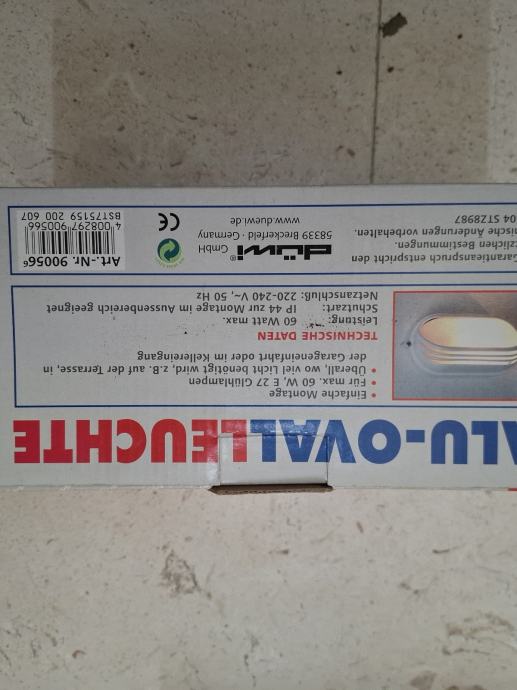 ALU-OVALLEUCHTE
• Einfache Montage
• Für max. 60 W, E 27 Glühlampen
• Überall, wo viel Licht benötigt wird, z.B. auf der Terrasse, in
der Garageneinfahrt oder im Kellereingang
TECHNISCHE DATEN
Leistung: 60 Watt max.
Schutzart: IP 44 zur Montage im Aussenbereich geeignet
Netzanschluß: 220-240 V ~, 50 Hz
Garantieanspruch entspricht den
zlichen Bestimmungen.
nische Änderungen vorbehalten.
04 ST28987
düwi® GmbH
58339 Breckerfeld · Germany
www.duewi.de
CE
Art.-Nr. 90056⁶
4 008297 900566
BST75159 200 607